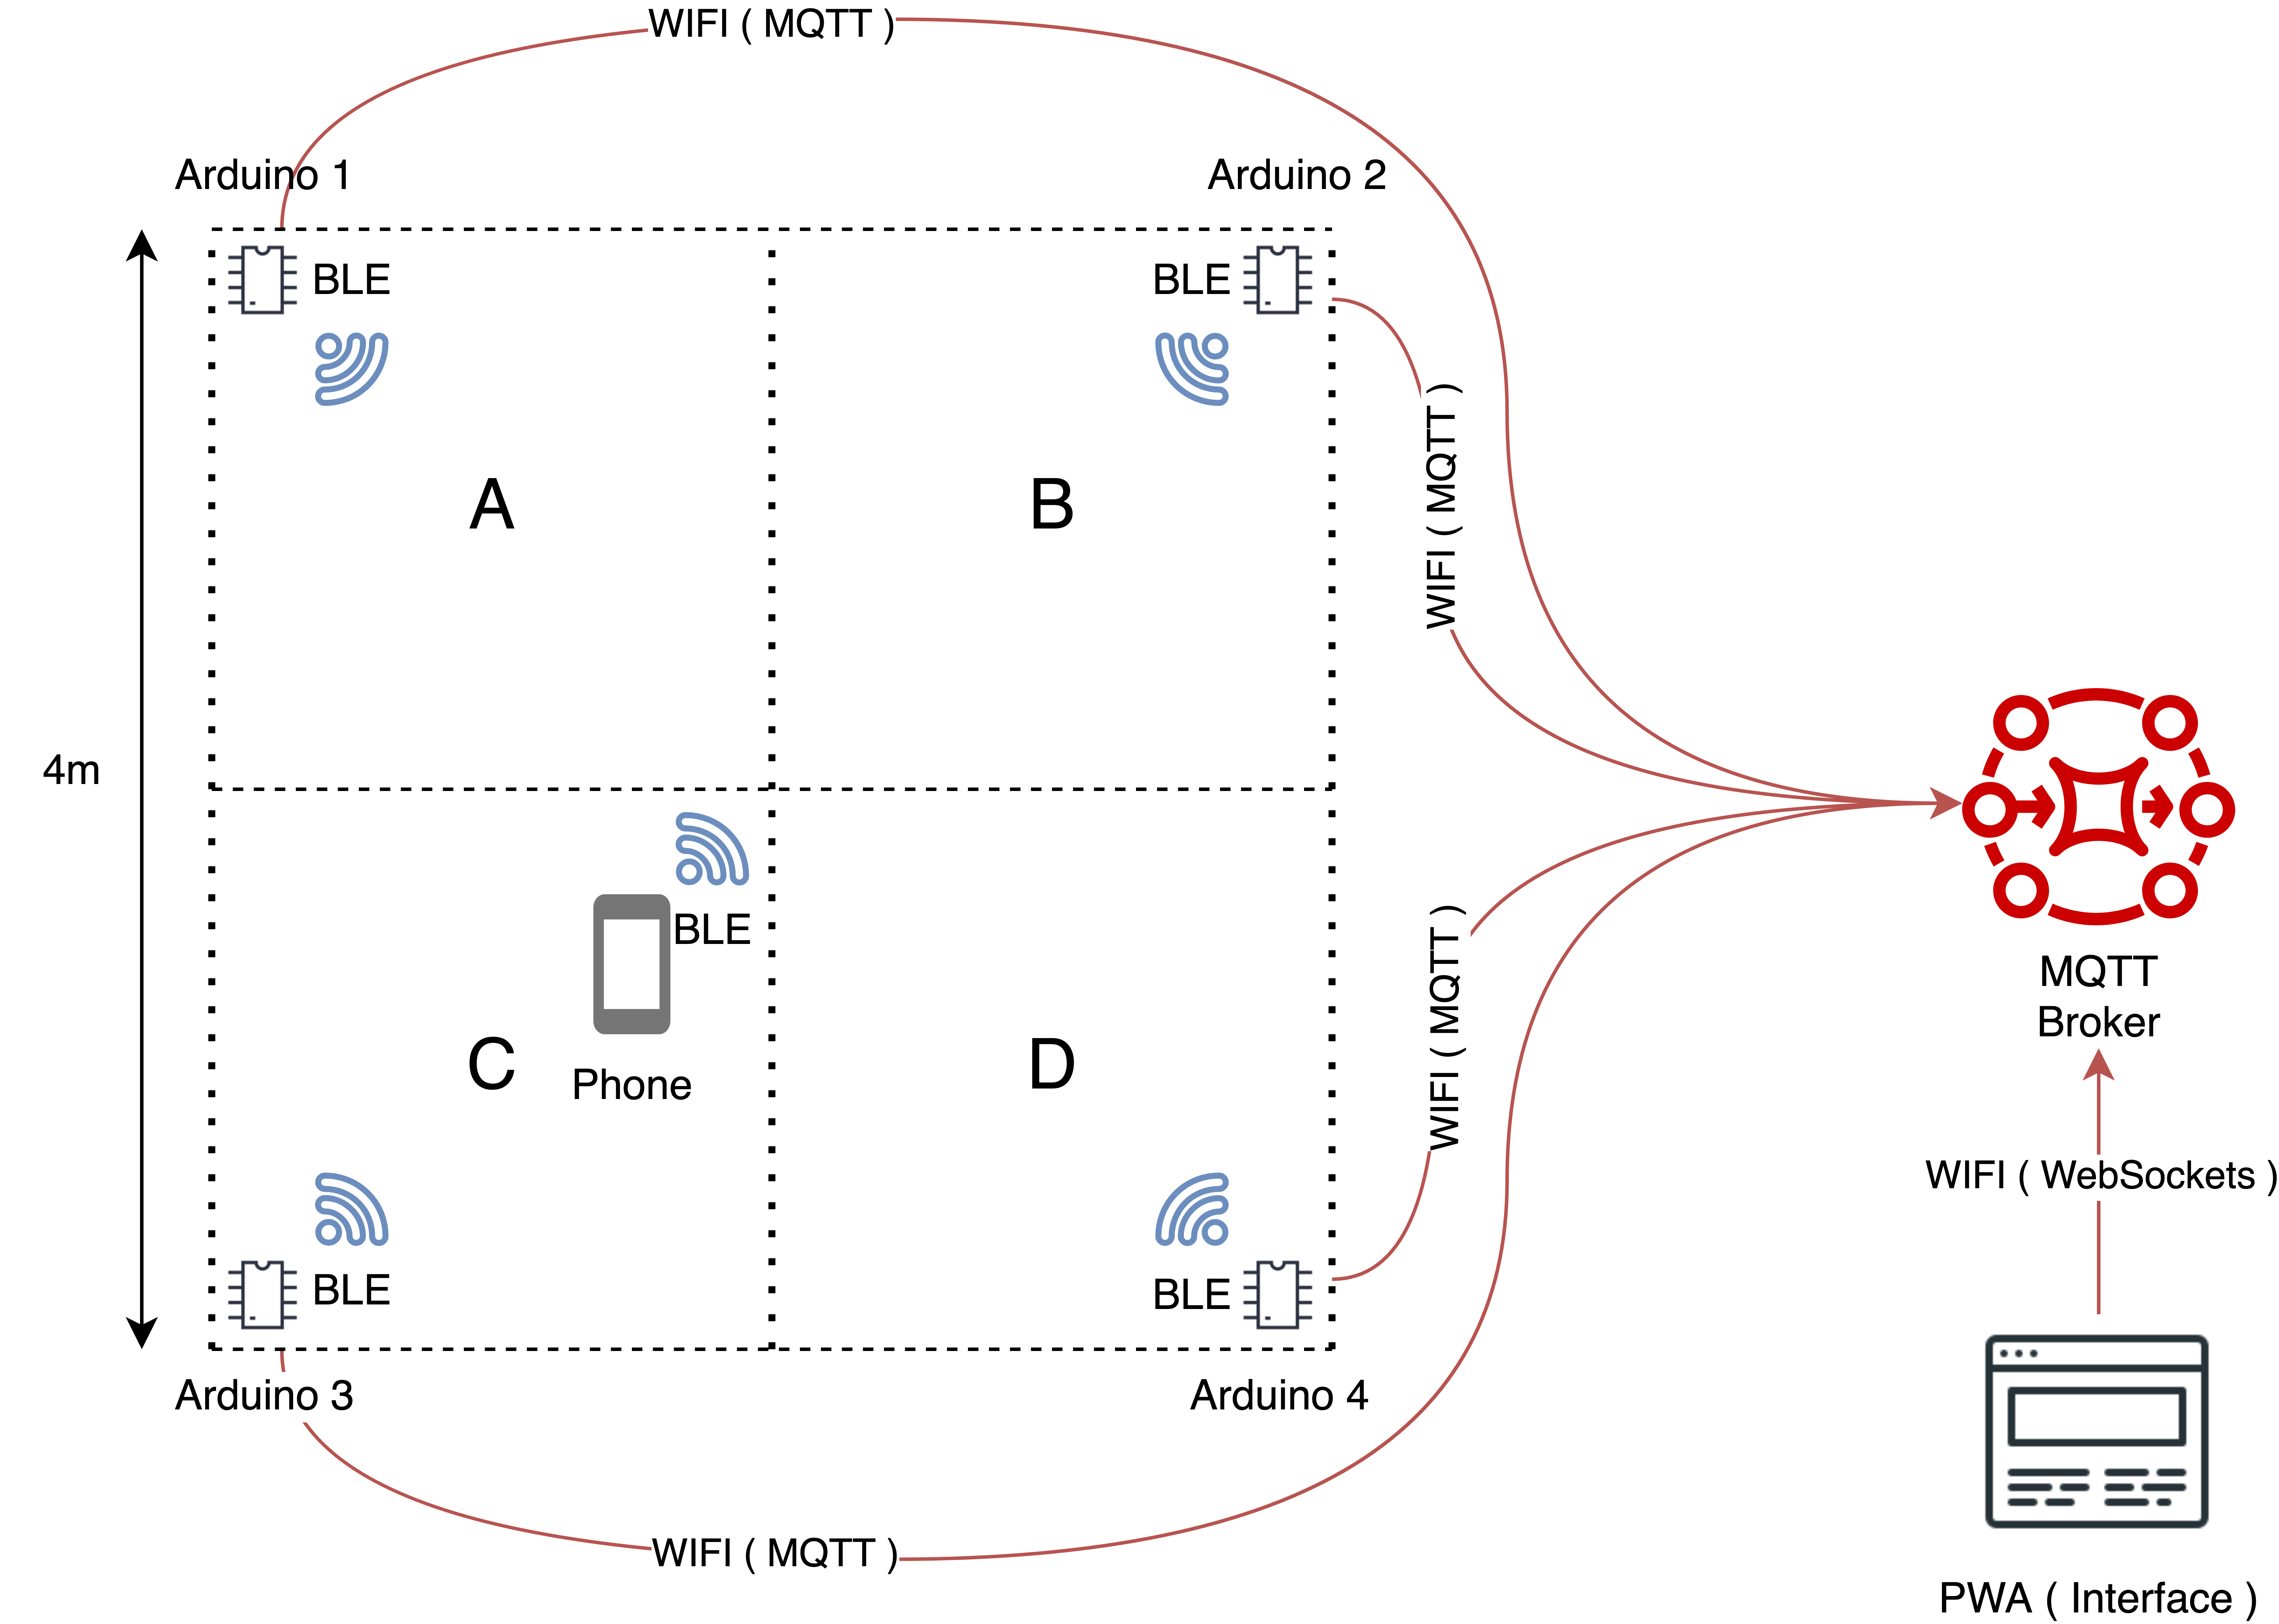 WIFI ( MQTT )
Arduino 1
Arduino 2
BLE
BLE
A
B
WIFI ( MQTT )
4m
BLE
C
Phone
D
WIFI ( MQTT )
MQTT
Broker
WIFI ( WebSockets )
BLE
BLE
Arduino 3
Arduino 4
WIFI ( MQTT )
PWA ( Interface )